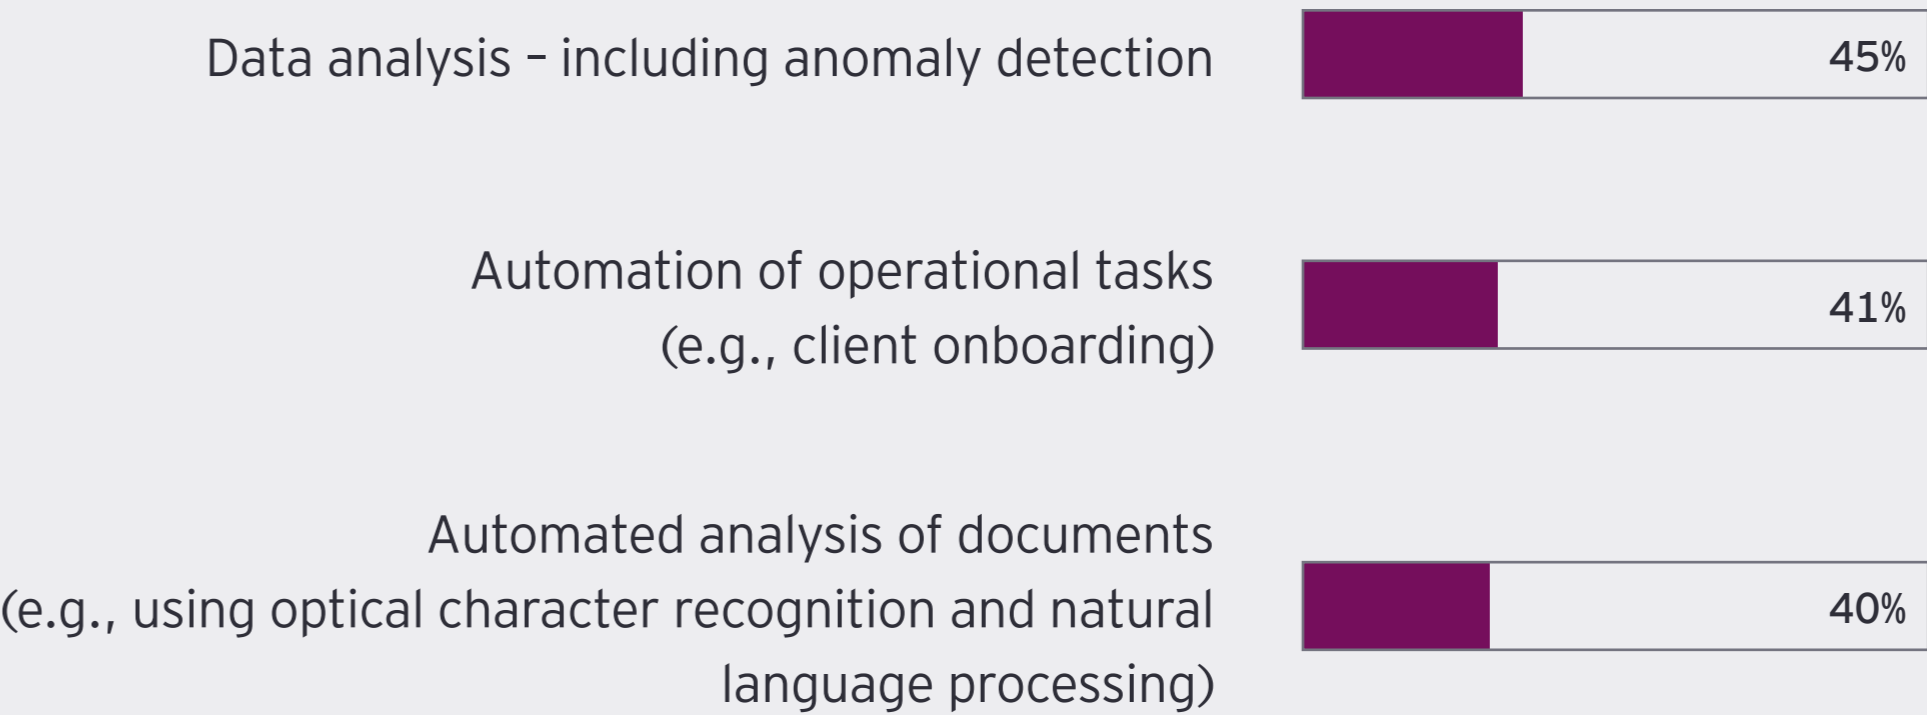 Data analysis – including anomaly detection
45%
Automation of operational tasks
(e.g., client onboarding)
41%
Automated analysis of documents
(e.g., using optical character recognition and natural
language processing)
40%